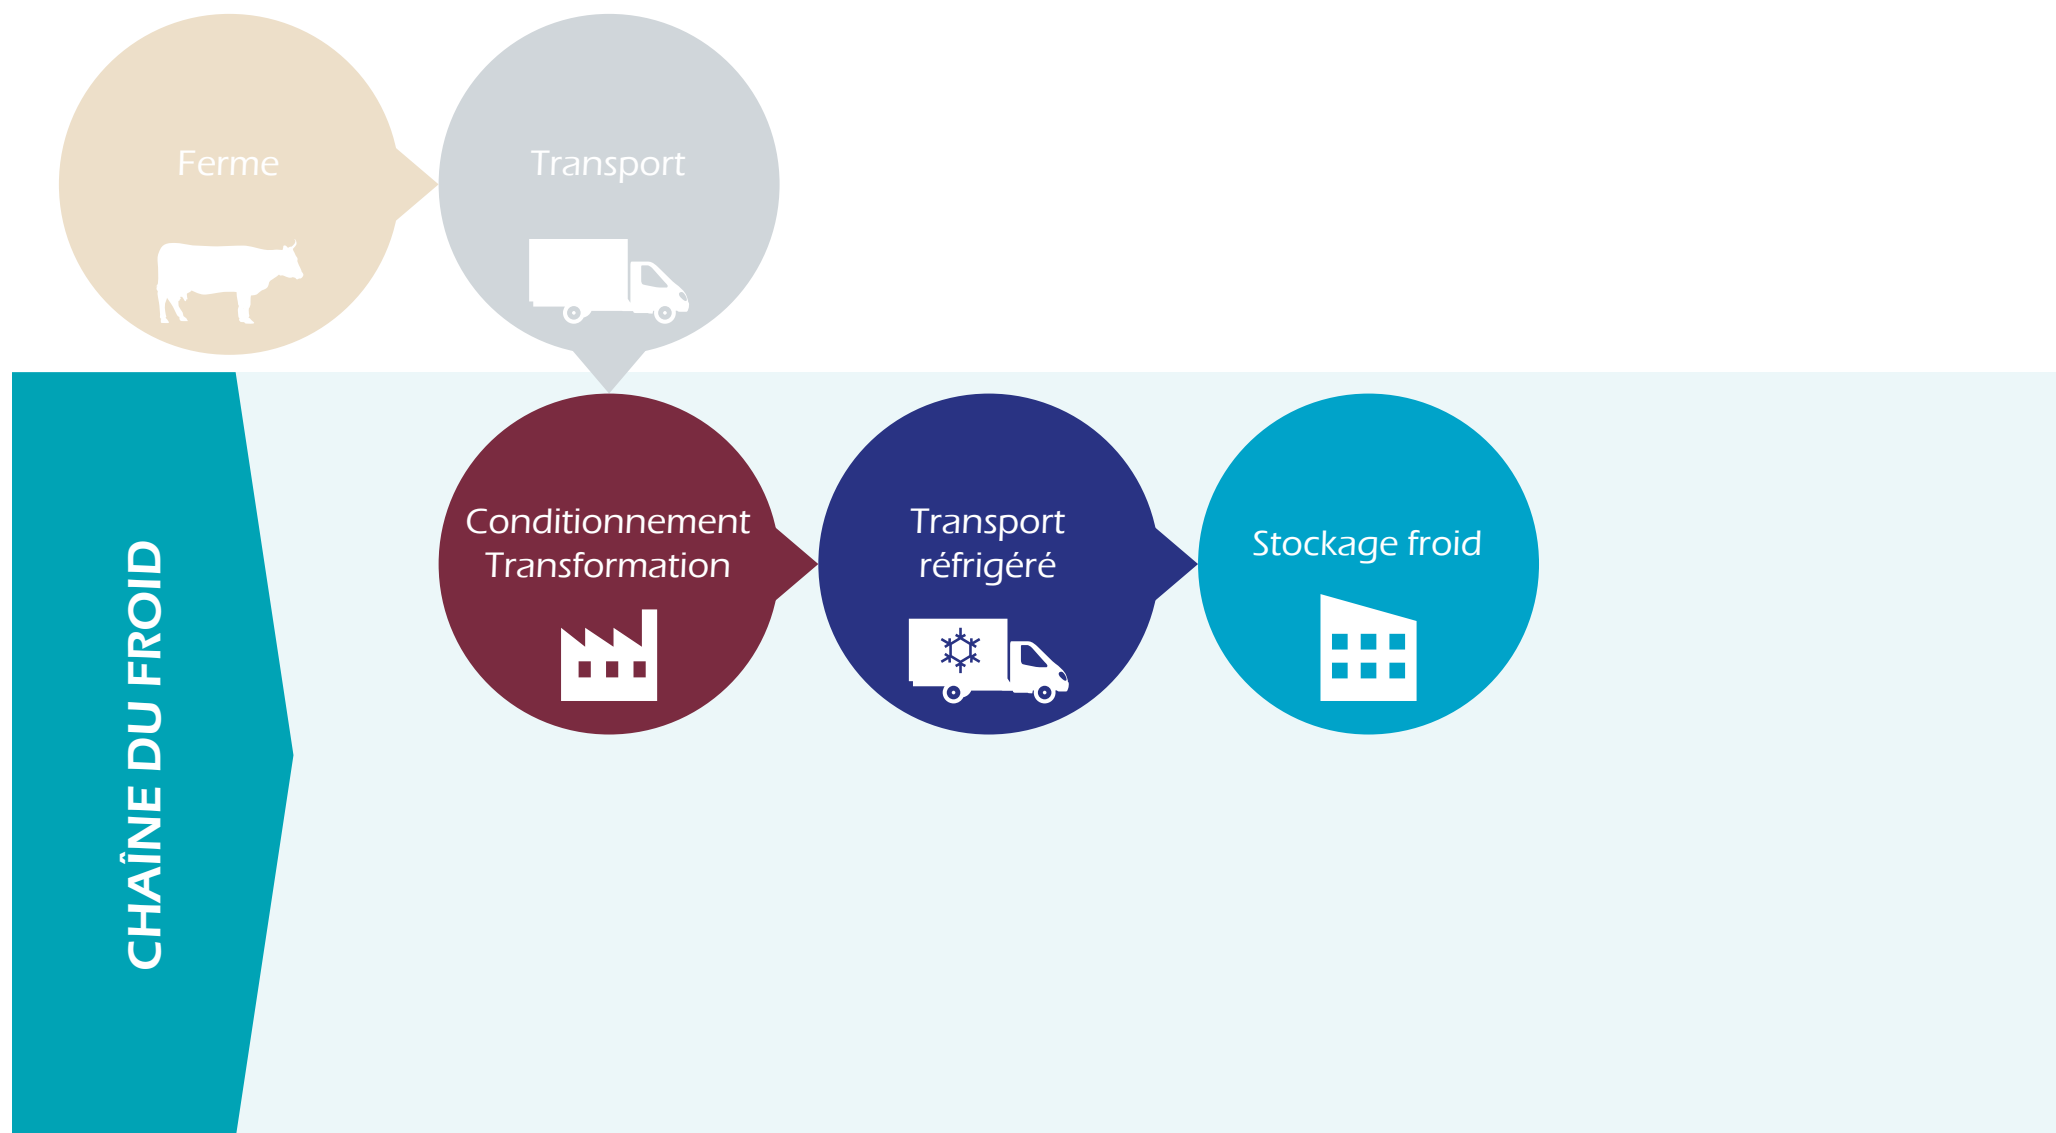 Ferme
Transport
CHAÎNE DU FROID
Conditionnement
Transformation
Transport
réfrigéré
Stockage froid